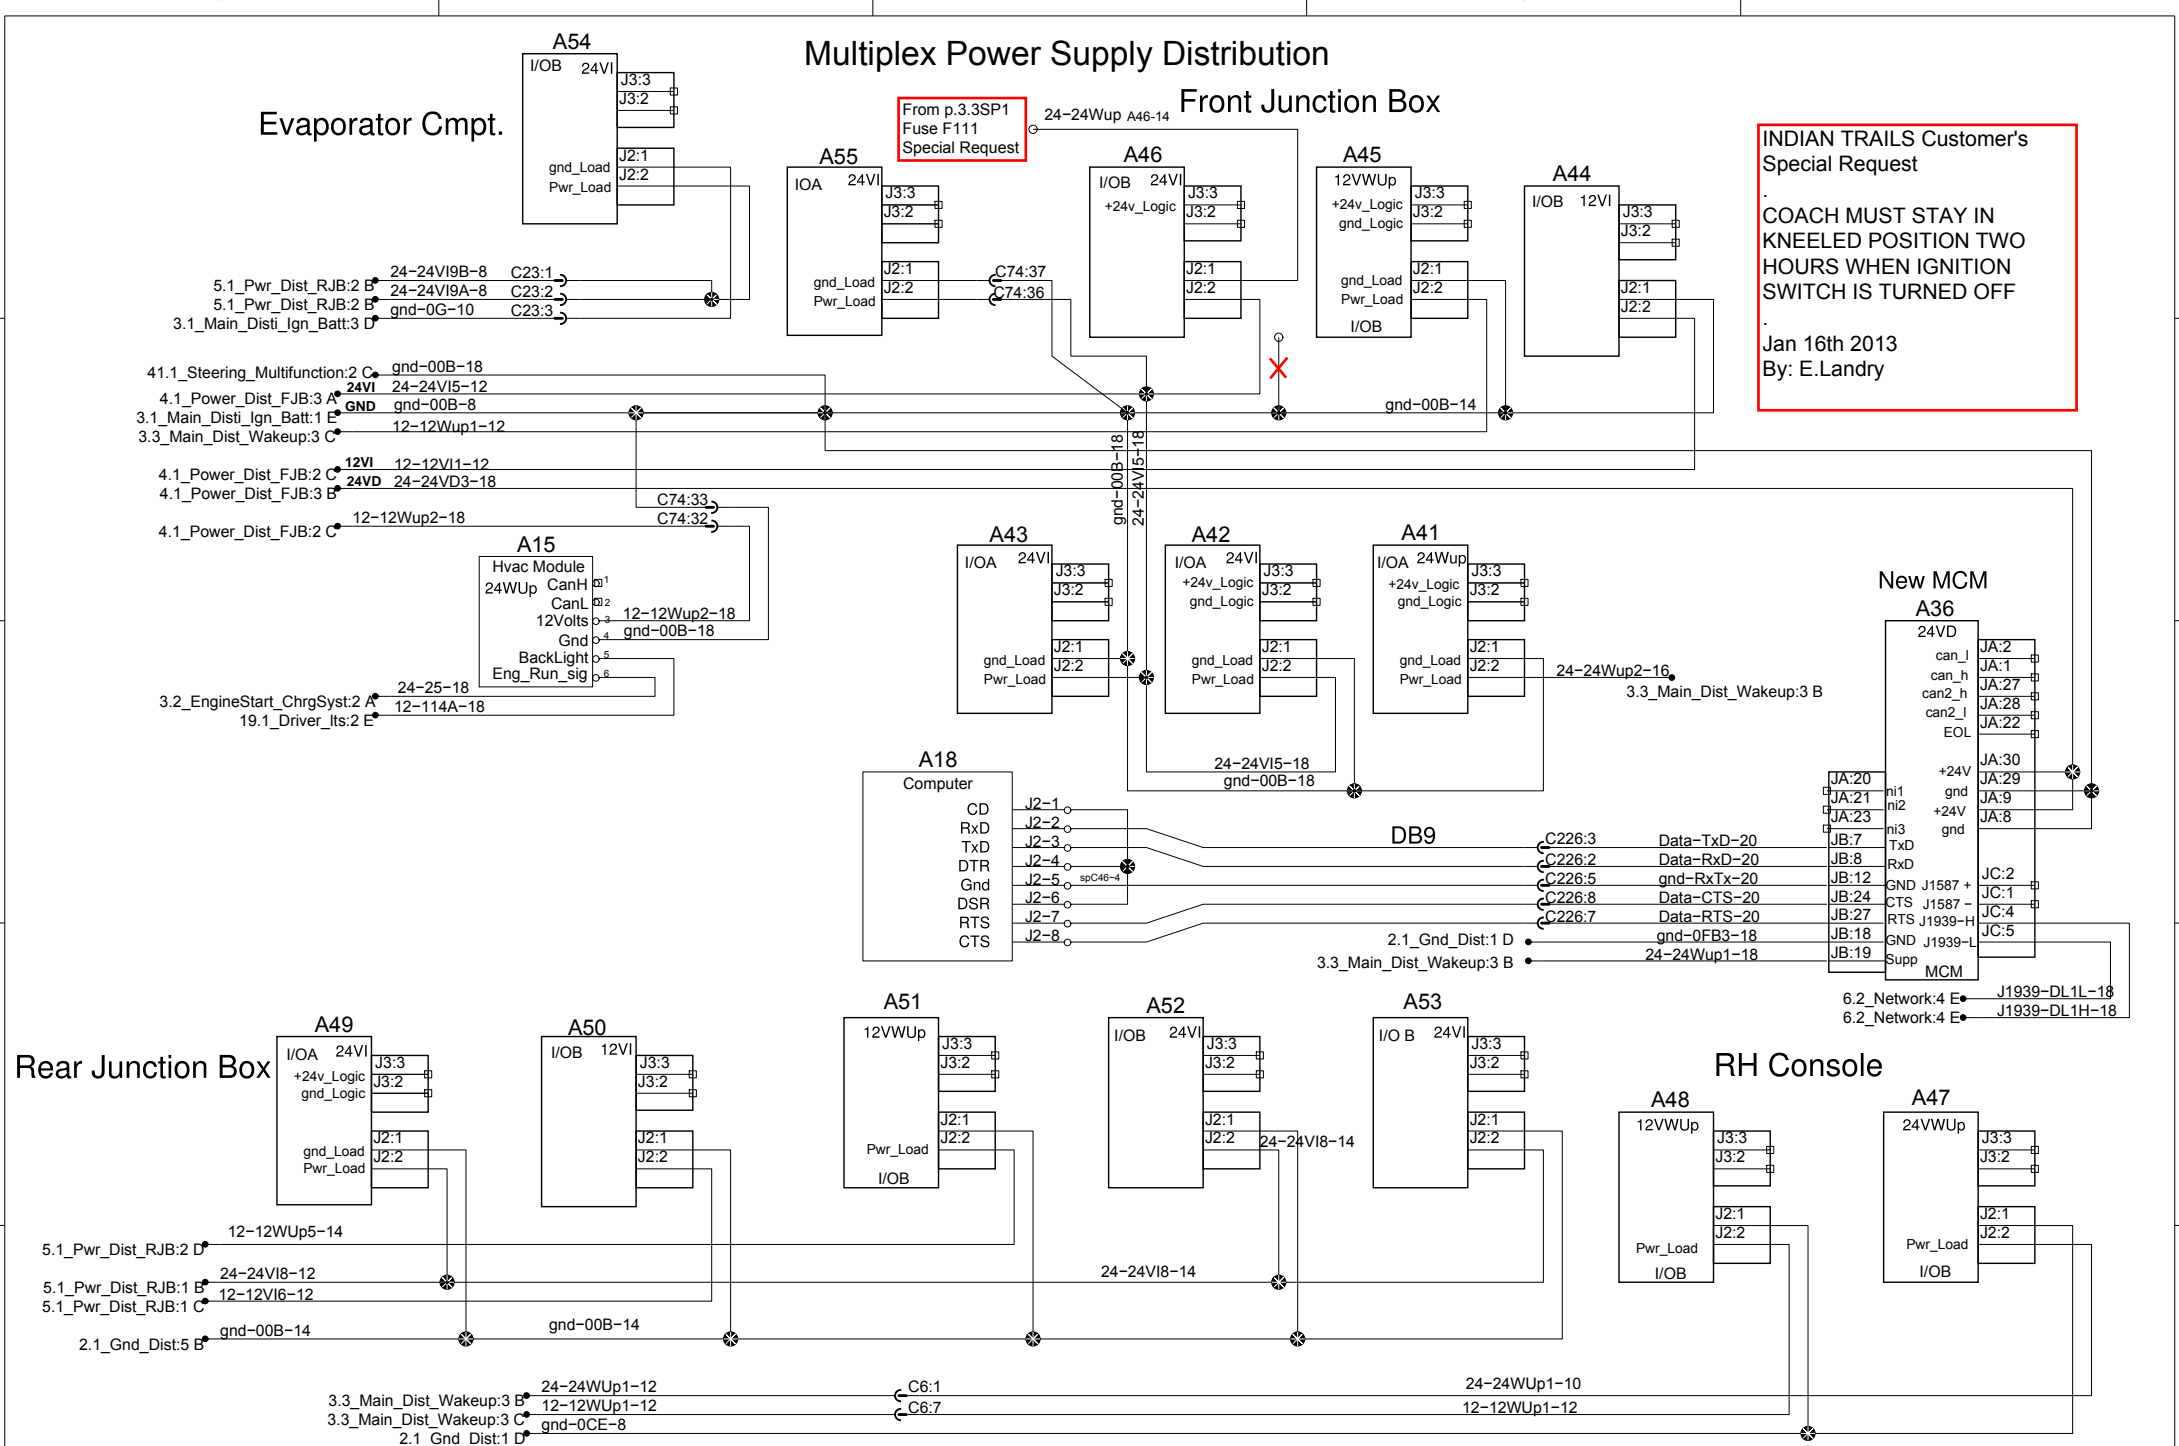 Multiplex Power Supply Distribution
Evaporator Cmpt.
A54
I/OB 24VI
J3:3
J3:2
J2:1
gnd_Load
J2:2
Pwr_Load
5.1_Pwr_Dist_RJB:2 B 24-24VI9B-8 C23:1
5.1_Pwr_Dist_RJB:2 B 24-24VI9A-8 C23:2
3.1_Main_Disti_Ign_Batt:3 D gnd-0G-10 C23:3
Front Junction Box
From p.3.3SP1
Fuse F111
Special Request
24-24Wup A46-14
A55
IOA 24VI
J3:3
J3:2
J2:1
gnd_Load
J2:2
Pwr_Load
C74:37
C74:36
A46
I/OB 24VI
J3:3
+24v_Logic
J3:2
J2:1
J2:2
A45
12VWUp
J3:3
+24v_Logic
J3:2
gnd_Logic
J2:1
gnd_Load
J2:2
Pwr_Load
I/OB
A44
I/OB 12VI
J3:3
J3:2
J2:1
J2:2
INDIAN TRAILS Customer's
Special Request
.
COACH MUST STAY IN
KNEELED POSITION TWO
HOURS WHEN IGNITION
SWITCH IS TURNED OFF
.
Jan 16th 2013
By: E.Landry
41.1_Steering_Multifunction:2 C gnd-00B-18
4.1_Power_Dist_FJB:3 A 24VI 24-24VI5-12
3.1_Main_Disti_Ign_Batt:1 E GND gnd-00B-8 gnd-00B-14
3.3_Main_Dist_Wakeup:3 C 12-12Wup1-12
4.1_Power_Dist_FJB:2 C 12VI 12-12VI1-12
4.1_Power_Dist_FJB:3 B 24VD 24-24VD3-18
C74:33
4.1_Power_Dist_FJB:2 C 12-12Wup2-18 C74:32
gnd-00B-18
24-24VI5-18
A15
Hvac Module
24WUp CanH 1
CanL 2
12Volts 3 12-12Wup2-18
Gnd 4 gnd-00B-18
BackLight 5
Eng_Run_sig 6
3.2_EngineStart_ChrgSyst:2 A 24-25-18
19.1_Driver_lts:2 E 12-114A-18
A43
I/OA 24VI
J3:3
J3:2
J2:1
gnd_Load
J2:2
Pwr_Load
A42
I/OA 24VI
J3:3
+24v_Logic
J3:2
gnd_Logic
J2:1
gnd_Load
J2:2
Pwr_Load
A41
I/OA 24Wup
J3:3
+24v_Logic
J3:2
gnd_Logic
J2:1
gnd_Load
J2:2
Pwr_Load
24-24Wup2-16
3.3_Main_Dist_Wakeup:3 B
24-24VI5-18
gnd-00B-18
New MCM
A36
24VD
can_l JA:2
can_h JA:1
can2_h JA:27
can2_l JA:28
EOL JA:22
+24V JA:30
gnd JA:29
+24V JA:9
gnd JA:8
JA:20 ni1
JA:21 ni2
JA:23 ni3
JB:7 TxD
JB:8 RxD
JB:12 GND J1587 + JC:2
JB:24 CTS J1587 - JC:1
JB:27 RTS J1939-H JC:4
JB:18 GND J1939-L JC:5
JB:19 Supp
MCM
A18
Computer
CD J2-1
RxD J2-2
TxD J2-3
DTR J2-4
Gnd J2-5 spC46-4
DSR J2-6
RTS J2-7
CTS J2-8
DB9
C226:3 Data-TxD-20
C226:2 Data-RxD-20
C226:5 gnd-RxTx-20
C226:8 Data-CTS-20
C226:7 Data-RTS-20
2.1_Gnd_Dist:1 D gnd-0FB3-18
3.3_Main_Dist_Wakeup:3 B 24-24Wup1-18
6.2_Network:4 E J1939-DL1L-18
6.2_Network:4 E J1939-DL1H-18
Rear Junction Box
A49
I/OA 24VI
J3:3
+24v_Logic
J3:2
gnd_Logic
J2:1
gnd_Load
J2:2
Pwr_Load
A50
I/OB 12VI
J3:3
J3:2
J2:1
J2:2
A51
12VWUp
J3:3
J3:2
J2:1
J2:2
Pwr_Load
I/OB
A52
I/OB 24VI
J3:3
J3:2
J2:1
J2:2
24-24VI8-14
A53
I/O B 24VI
J3:3
J3:2
J2:1
J2:2
RH Console
A48
12VWUp
J3:3
J3:2
J2:1
J2:2
Pwr_Load
I/OB
A47
24VWUp
J3:3
J3:2
J2:1
J2:2
Pwr_Load
I/OB
5.1_Pwr_Dist_RJB:2 D 12-12WUp5-14
5.1_Pwr_Dist_RJB:1 B 24-24VI8-12 24-24VI8-14
5.1_Pwr_Dist_RJB:1 C 12-12VI6-12
2.1_Gnd_Dist:5 B gnd-00B-14 gnd-00B-14
3.3_Main_Dist_Wakeup:3 B 24-24WUp1-12 C6:1 24-24WUp1-10
3.3_Main_Dist_Wakeup:3 C 12-12WUp1-12 C6:7 12-12WUp1-12
2.1_Gnd_Dist:1 D gnd-0CE-8